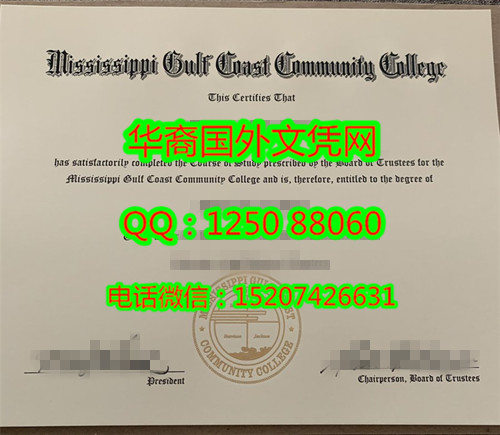 Mississippi Gulf Coast Community College
This Certifies That
华裔国外文凭网
has satisfactorily completed the Course of Study prescribed by the Board of Trustees for the
Mississippi Gulf Coast Community College and is, therefore, entitled to the degree of
QQ：1250 88060
电话微信：15207426631
MISSISSIPPI GULF COAST
COMMUNITY COLLEGE
President
Chairperson, Board of Trustees